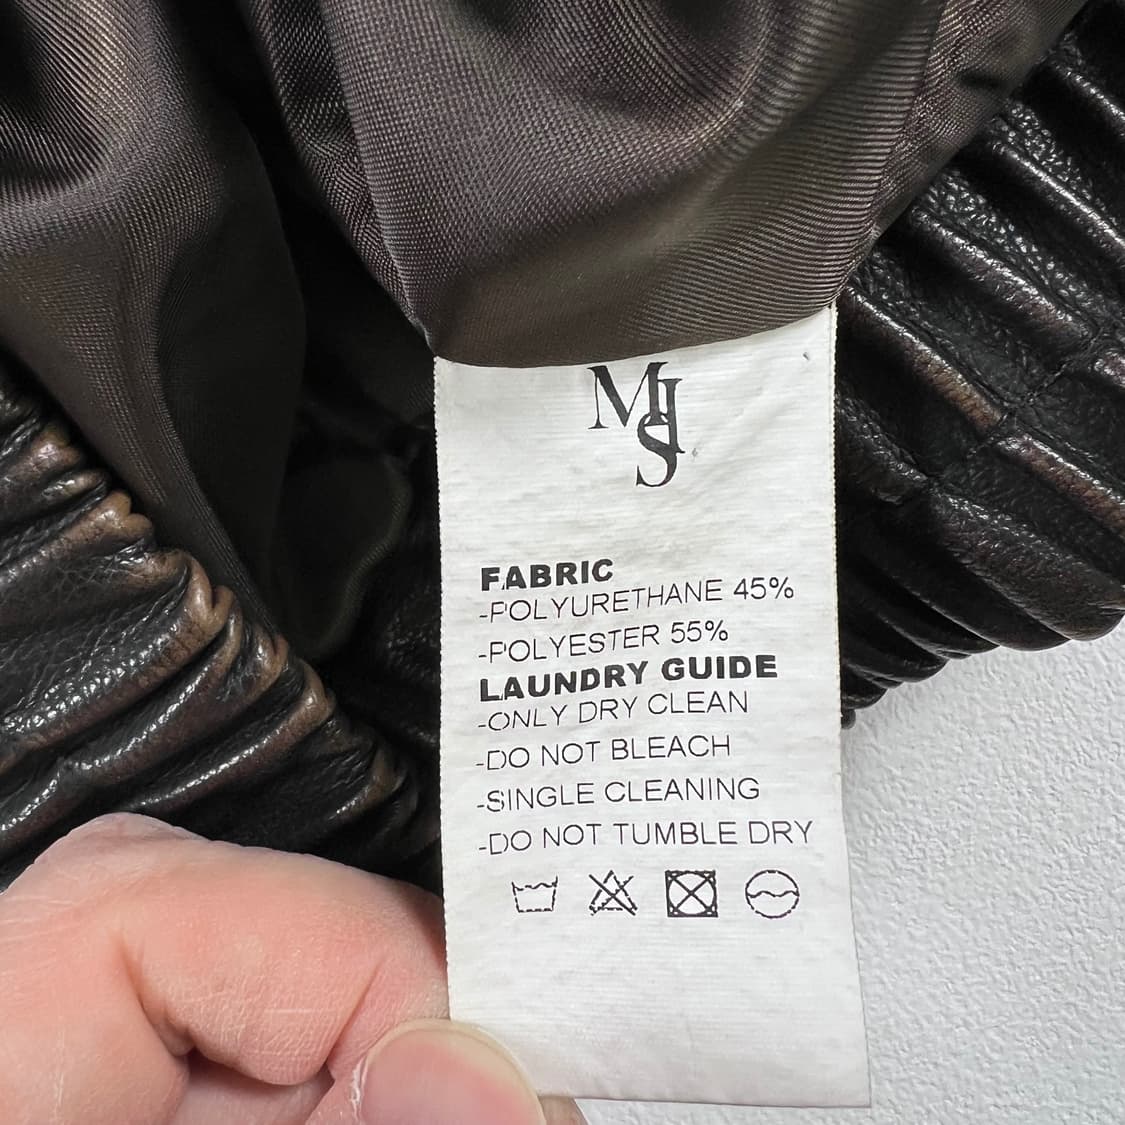 MJS
FABRIC
-POLYURETHANE 45%
-POLYESTER 55%
LAUNDRY GUIDE
-ONLY DRY CLEAN
-DO NOT BLEACH
-SINGLE CLEANING
-DO NOT TUMBLE DRY